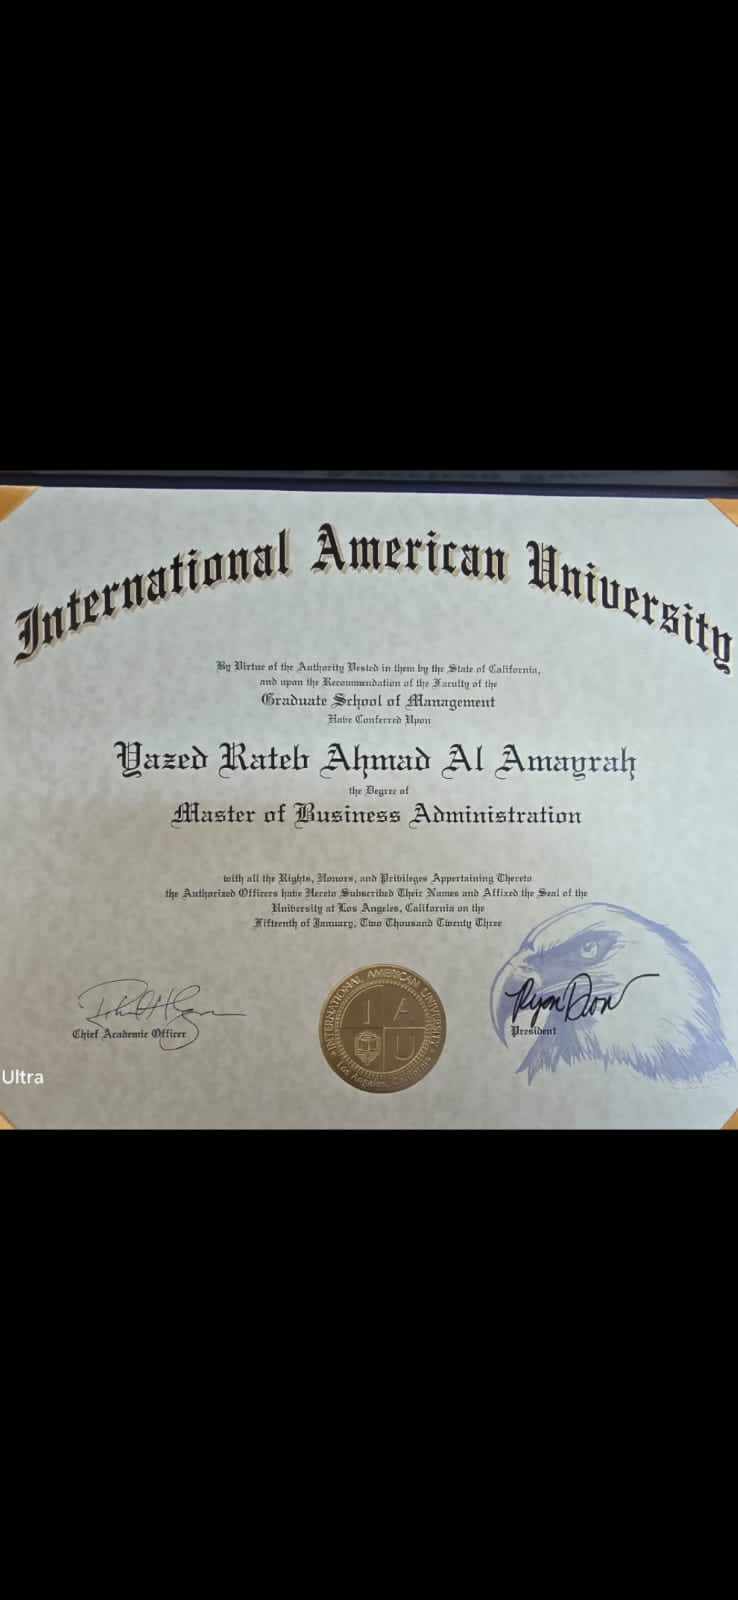 International American University
By Virtue of the Authority Vested in them by the State of California,
and upon the Recommendation of the Faculty of the
Graduate School of Management
Have Conferred Upon
Yazed Rateb Ahmad Al Amayrah
the Degree of
Master of Business Administration
with all the Rights, Honors, and Privileges Appertaining Thereto
the Authorized Officers have Hereto Subscribed Their Names and Affixed the Seal of the
University at Los Angeles, California on the
Fifteenth of January, Two Thousand Twenty Three
Chief Academic Officer
INTERNATIONAL AMERICAN UNIVERSITY
I A
U
Los Angeles, California
Ryon Dion
President
Ultra